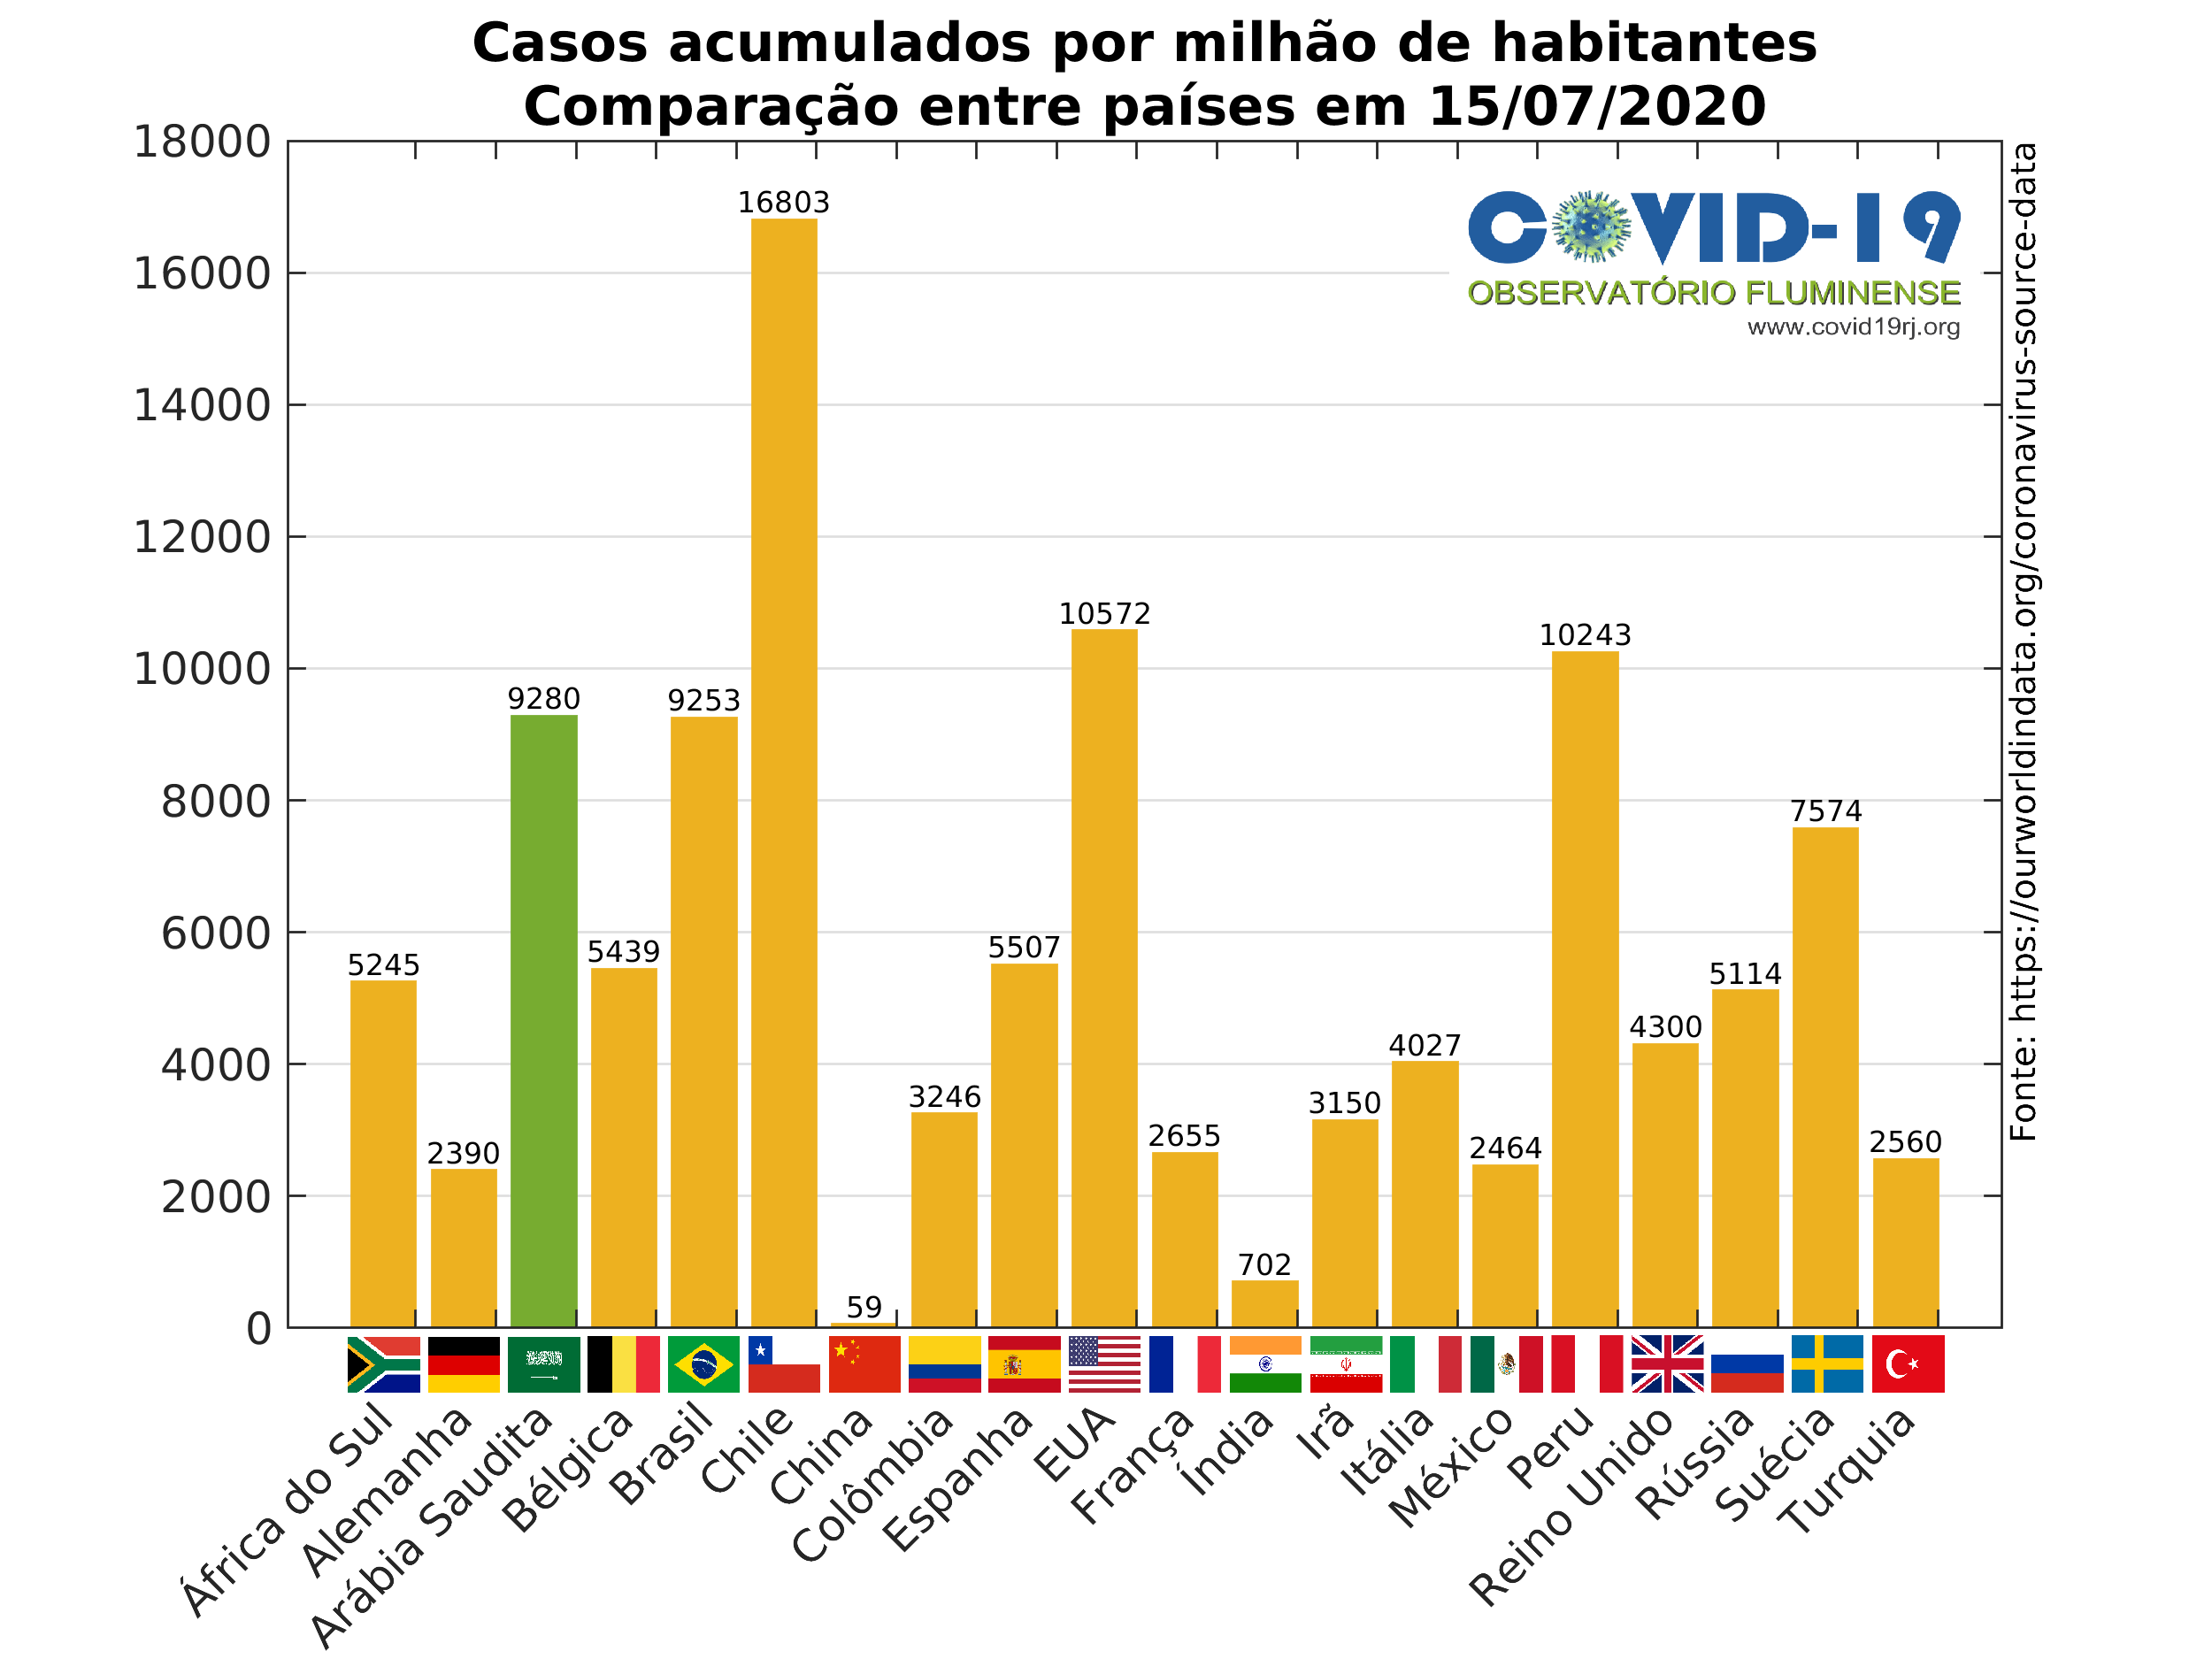 Casos acumulados por milhão de habitantes
Comparação entre países em 15/07/2020
18000
16000
14000
12000
10000
8000
6000
4000
2000
0
5245
2390
9280
5439
9253
16803
59
3246
5507
10572
2655
702
3150
4027
2464
10243
4300
5114
7574
2560
COVID-19
OBSERVATÓRIO FLUMINENSE
www.covid19rj.org
Fonte: https://ourworldindata.org/coronavirus-source-data
África do Sul
Alemanha
Arábia Saudita
Bélgica
Brasil
Chile
China
Colômbia
Espanha
EUA
França
Índia
Irã
Itália
México
Peru
Reino Unido
Rússia
Suécia
Turquia